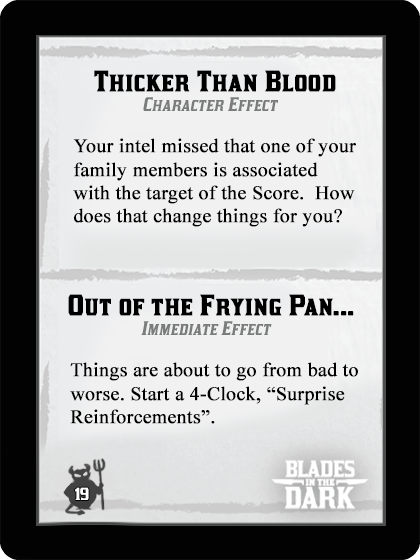 Thicker Than Blood
Character Effect
Your intel missed that one of your
family members is associated
with the target of the Score.  How
does that change things for you?
Out of the Frying Pan...
Immediate Effect
Things are about to go from bad to
worse. Start a 4-Clock, “Surprise
Reinforcements”.
19
BLADES
IN THE
DARK